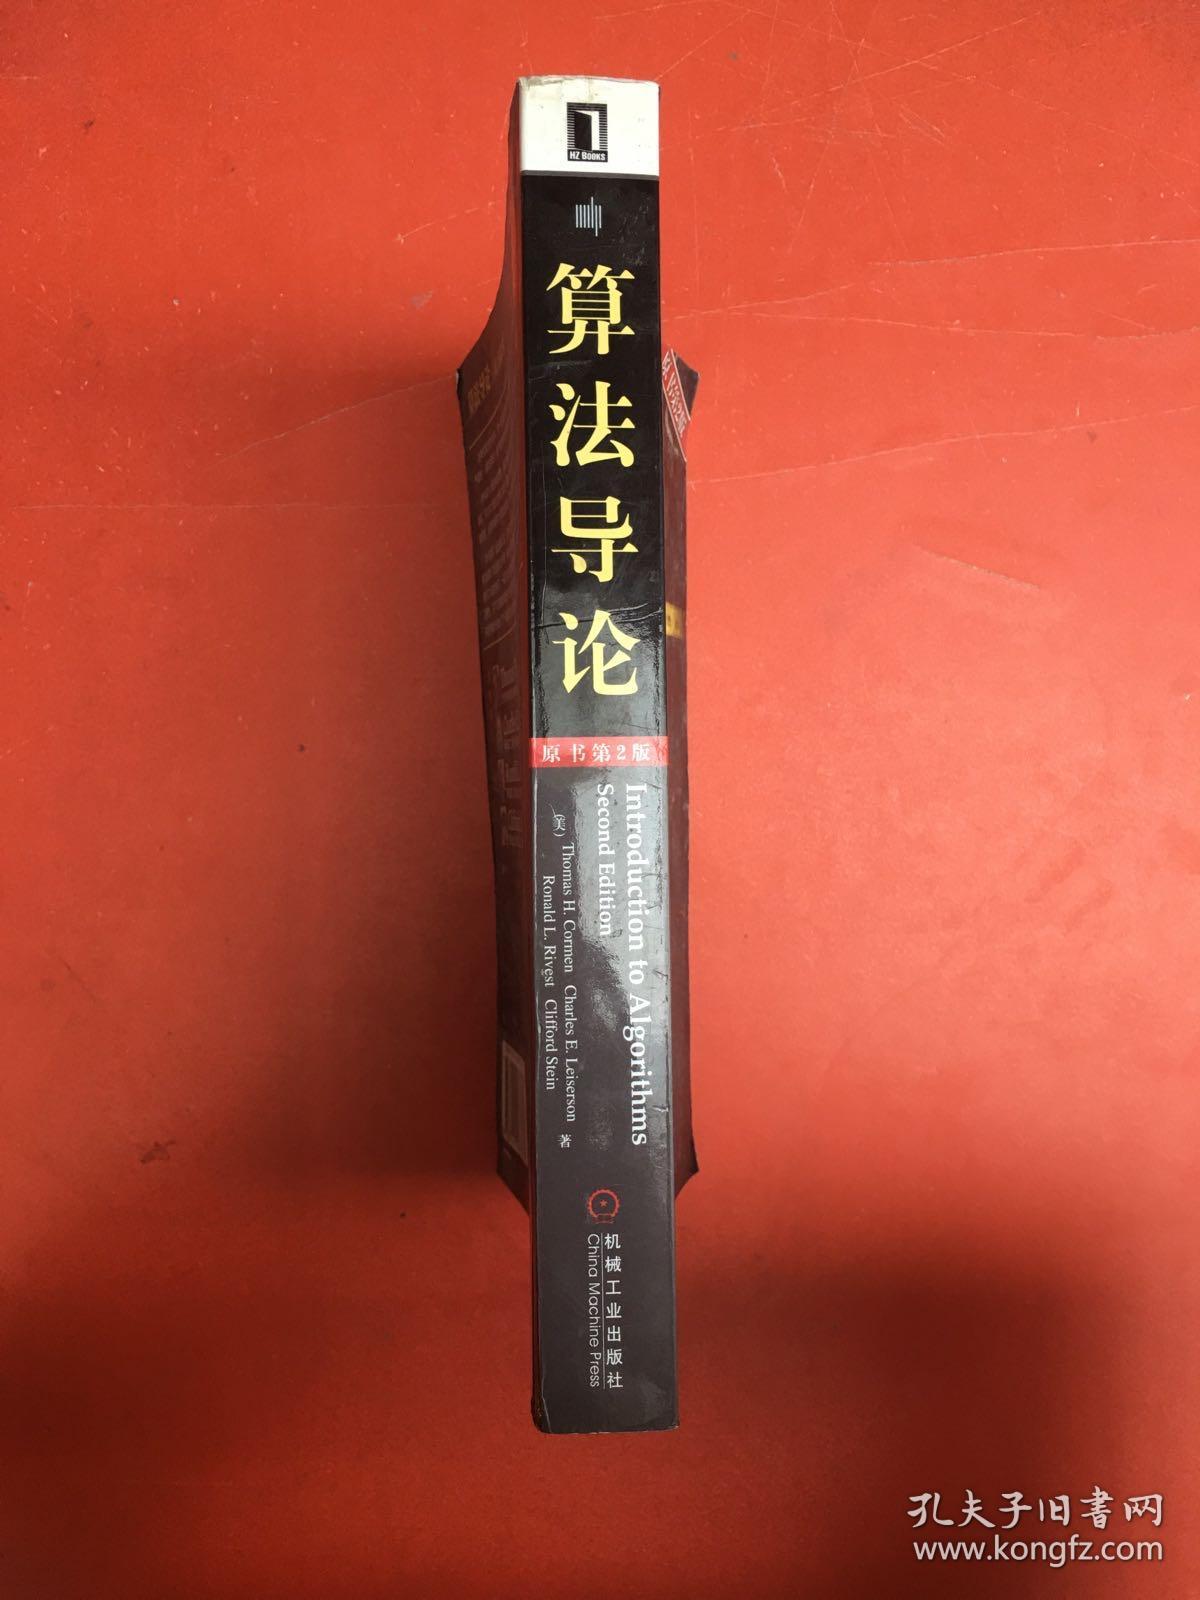 HZ BOOKS
算法导论
原书第2版
Introduction to Algorithms
Second Edition
(美) Thomas H. Cormen Charles E. Leiserson
Ronald L. Rivest Clifford Stein 著
机械工业出版社
China Machine Press
孔夫子旧书网
www.kongfz.com